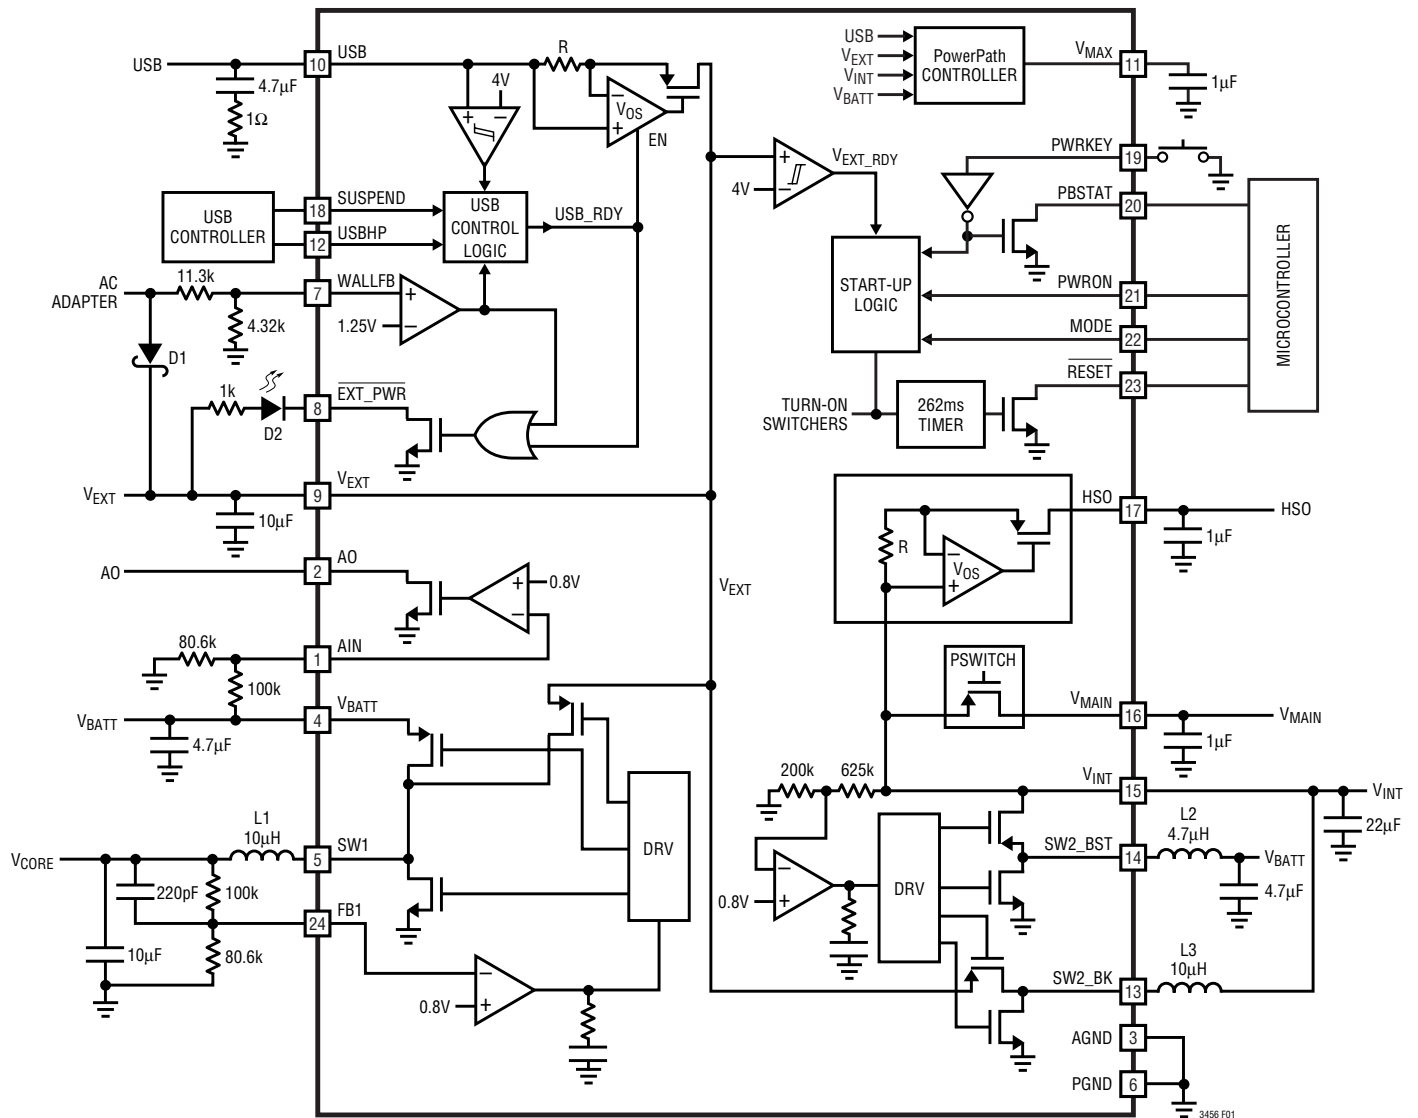 USB
10
USB
4.7µF
1Ω
R
4V
+
−
−
VOS
+
EN
USB
VEXT
VINT
VBATT
PowerPath
CONTROLLER
VMAX
11
1µF
PWRKEY
19
PBSTAT
20
+
−
4V
VEXT_RDY
USB
CONTROLLER
18
SUSPEND
12
USBHP
USB
CONTROL
LOGIC
USB_RDY
START-UP
LOGIC
PWRON
21
MODE
22
RESET
23
MICROCONTROLLER
AC
ADAPTER
11.3k
4.32k
7
WALLFB
+
−
1.25V
D1
1k
D2
8
EXT_PWR
TURN-ON
SWITCHERS
262ms
TIMER
VEXT
9
VEXT
10µF
HSO
17
HSO
1µF
R
−
VOS
+
AO
2
AO
+
−
0.8V
VEXT
80.6k
1
AIN
100k
PSWITCH
VMAIN
16
VMAIN
1µF
VBATT
4
VBATT
4.7µF
DRV
200k
625k
VINT
15
VINT
22µF
VCORE
L1
10µH
5
SW1
220pF
100k
24
FB1
10µF
80.6k
−
+
0.8V
−
+
0.8V
DRV
SW2_BST
14
L2
4.7µH
VBATT
4.7µF
SW2_BK
13
L3
10µH
AGND
3
PGND
6
3456 F01